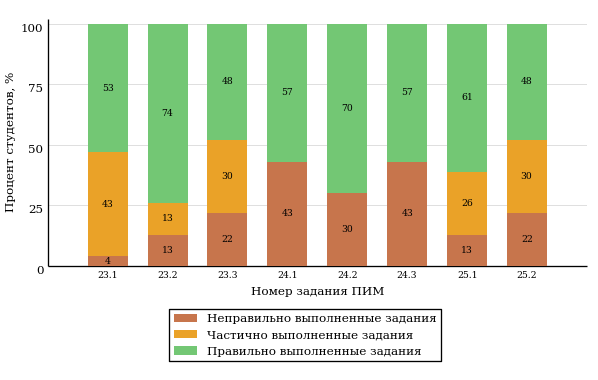 100
75
50
25
0
Процент студентов, %
53 74 48 57 70 57 61 48
43 13 30 26 30
4 13 22 43 30 43 13 22
23.1 23.2 23.3 24.1 24.2 24.3 25.1 25.2
Номер задания ПИМ
Неправильно выполненные задания
Частично выполненные задания
Правильно выполненные задания